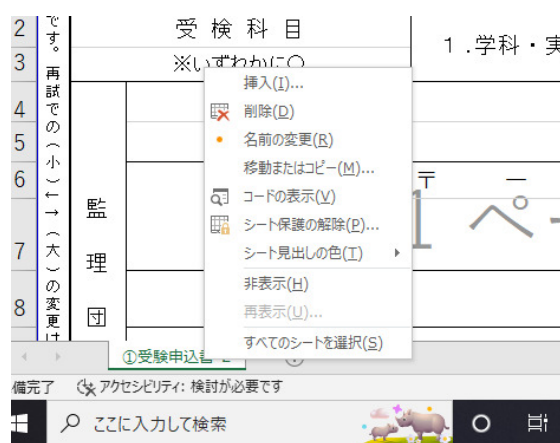 2
3
4
5
6
7
8
です。再試での（小）←→（大）の変更は
受検科目
※いずれかに○
1.学科・実
〒 －
監
理
団
1 ペー
挿入(I)...
削除(D)
名前の変更(R)
移動またはコピー(M)...
コードの表示(V)
シート保護の解除(P)...
シート見出しの色(T)
非表示(H)
再表示(U)...
すべてのシートを選択(S)
①受験申込書
備完了 アクセシビリティ: 検討が必要です
ここに入力して検索